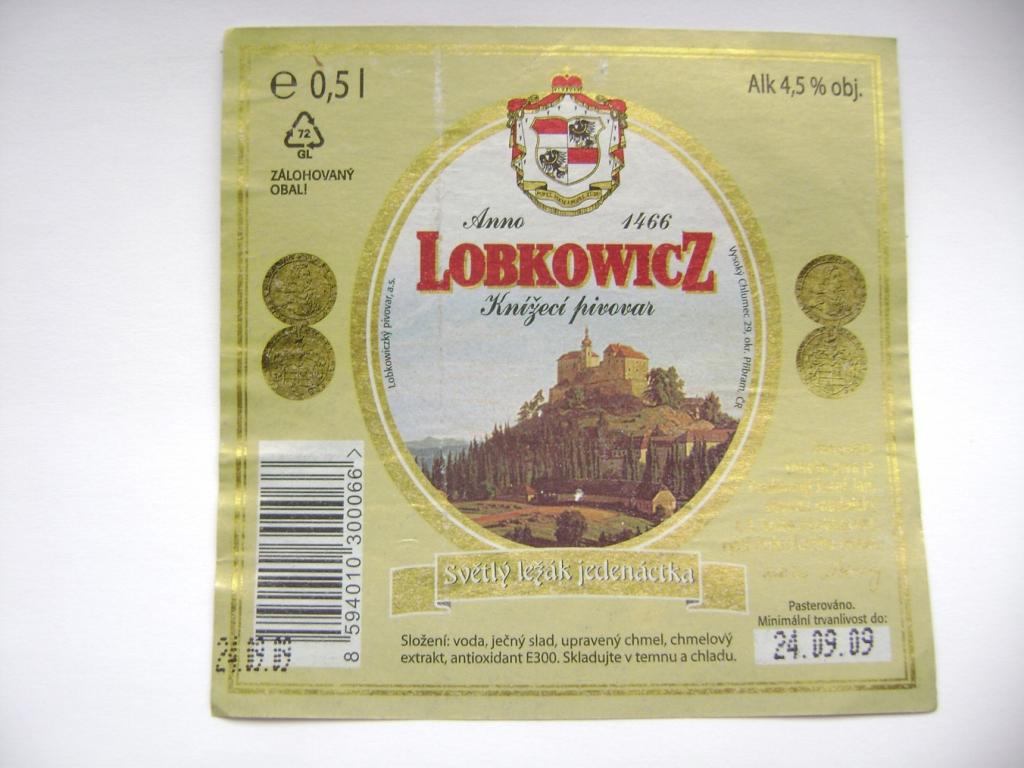 e 0,5 l
Alk 4,5 % obj.
72
GL
ZÁLOHOVANÝ
OBAL!
Anno 1466
LOBKOWICZ
Knížecí pivovar
Lobkowiczký pivovar, a.s.
Vysoký Chlumec 29, okr. Příbram, ČR
Světlý ležák jedenáctka
8 594010 300066 >
24.09.09
Složení: voda, ječný slad, upravený chmel, chmelový
extrakt, antioxidant E300. Skladujte v temnu a chladu.
Pasterováno.
Minimální trvanlivost do:
24.09.09